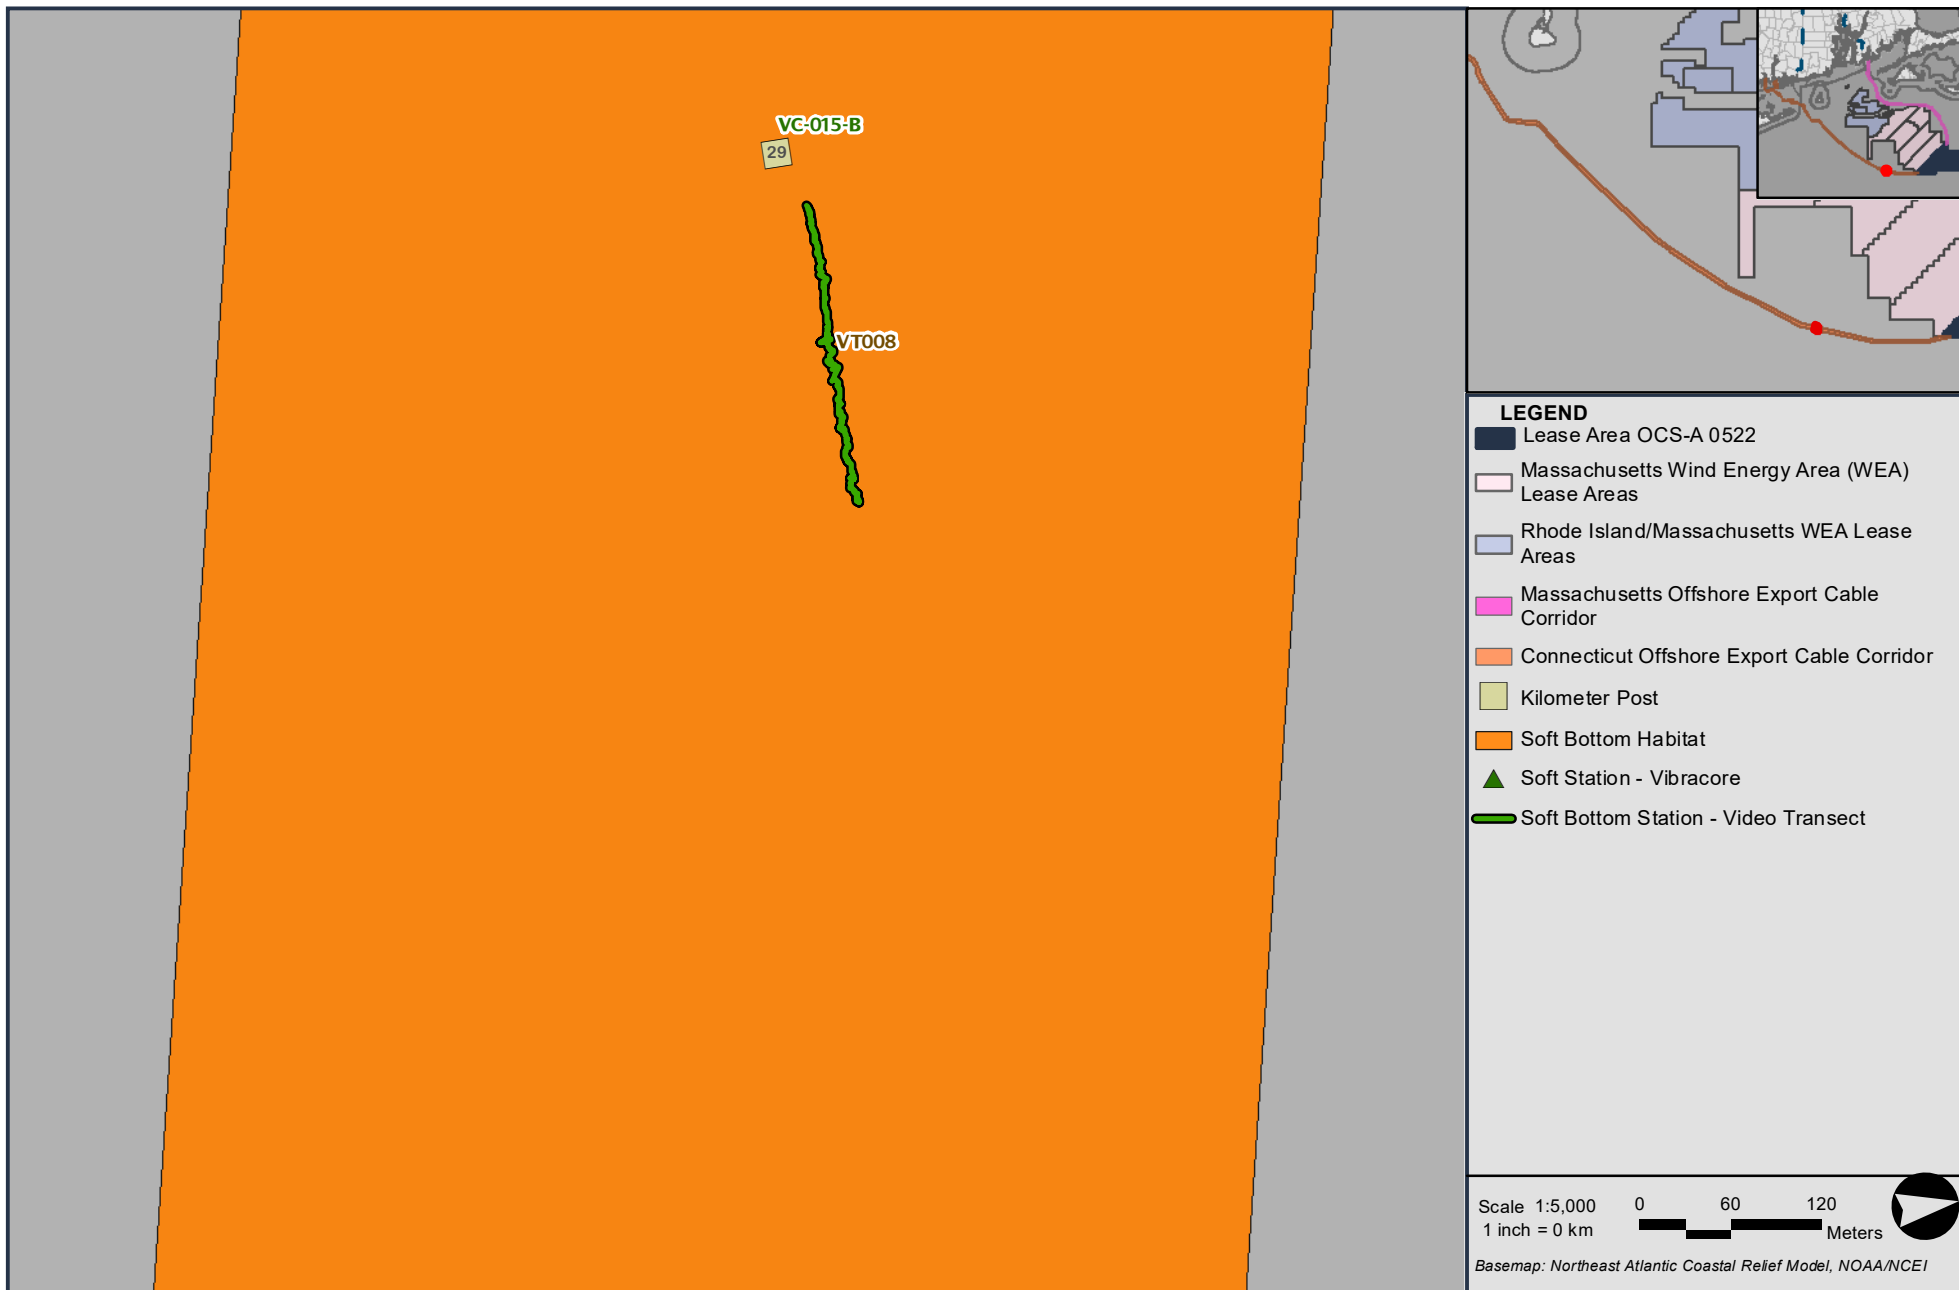 VC-015-B
29
VT008
LEGEND
Lease Area OCS-A 0522
Massachusetts Wind Energy Area (WEA)
Lease Areas
Rhode Island/Massachusetts WEA Lease
Areas
Massachusetts Offshore Export Cable
Corridor
Connecticut Offshore Export Cable Corridor
Kilometer Post
Soft Bottom Habitat
Soft Station - Vibracore
Soft Bottom Station - Video Transect
Scale 1:5,000
1 inch = 0 km
0 60 120
Meters
Basemap: Northeast Atlantic Coastal Relief Model, NOAA/NCEI